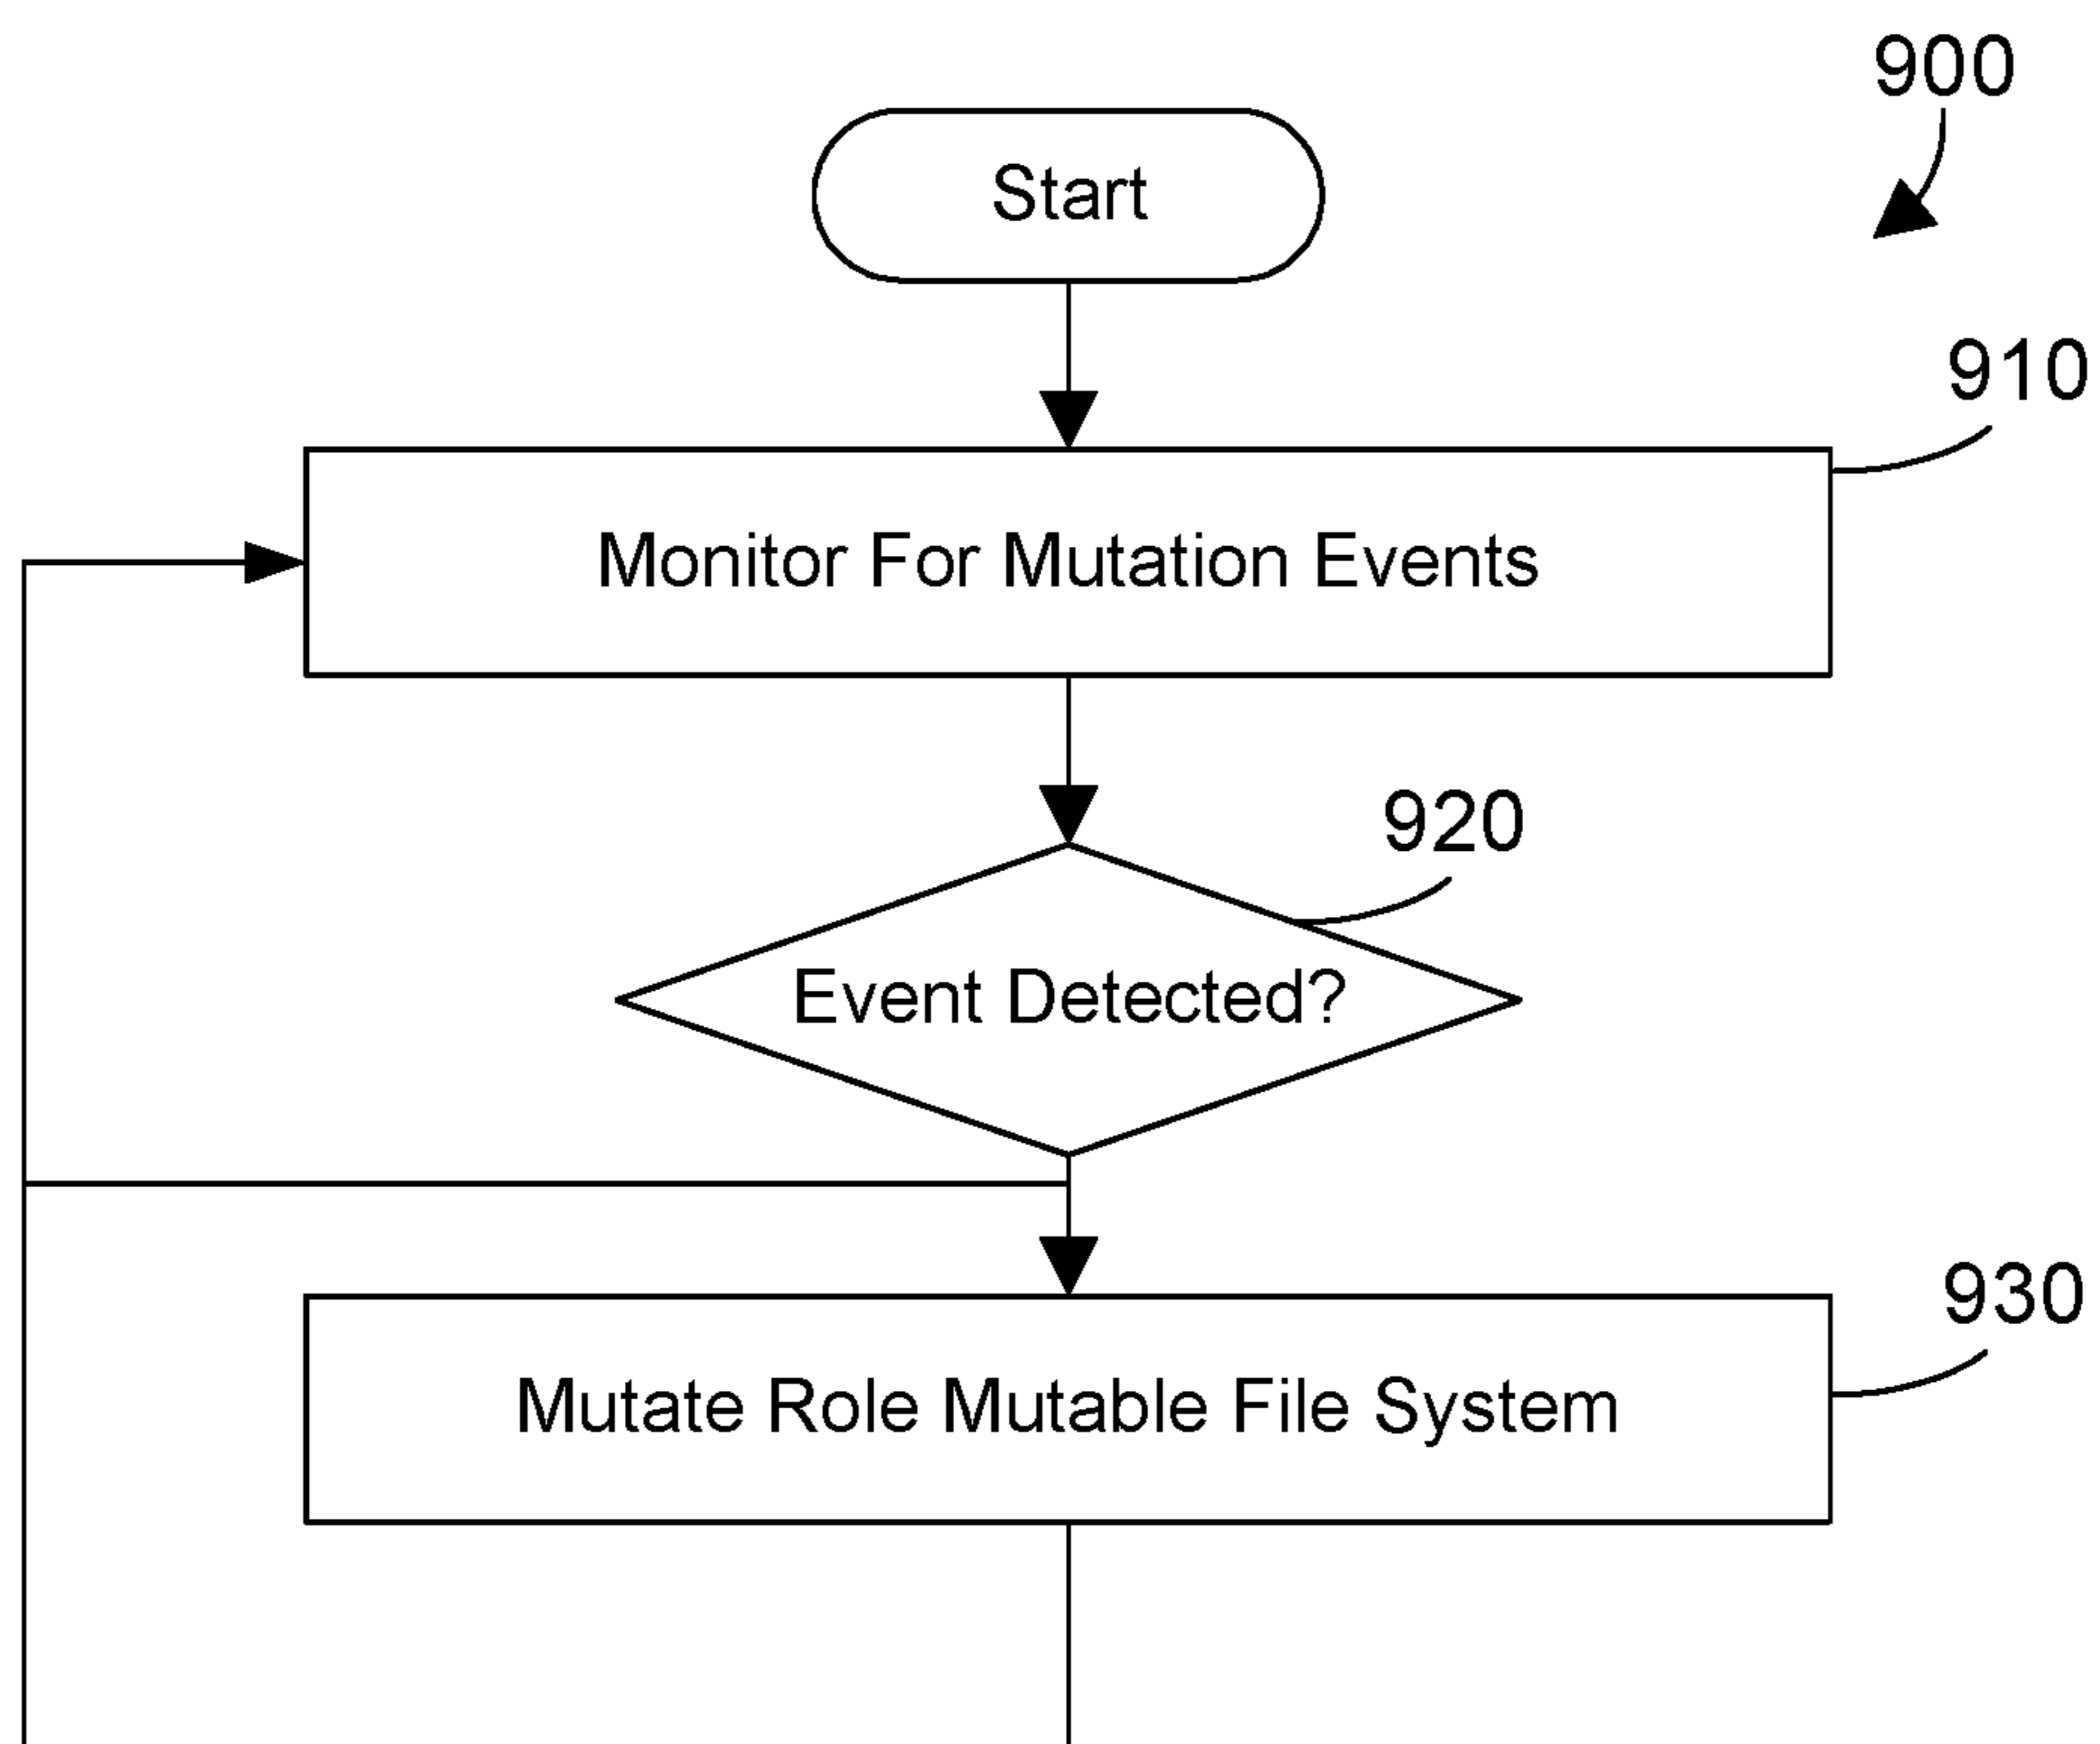 900
Start
910
Monitor For Mutation Events
920
Event Detected?
930
Mutate Role Mutable File System